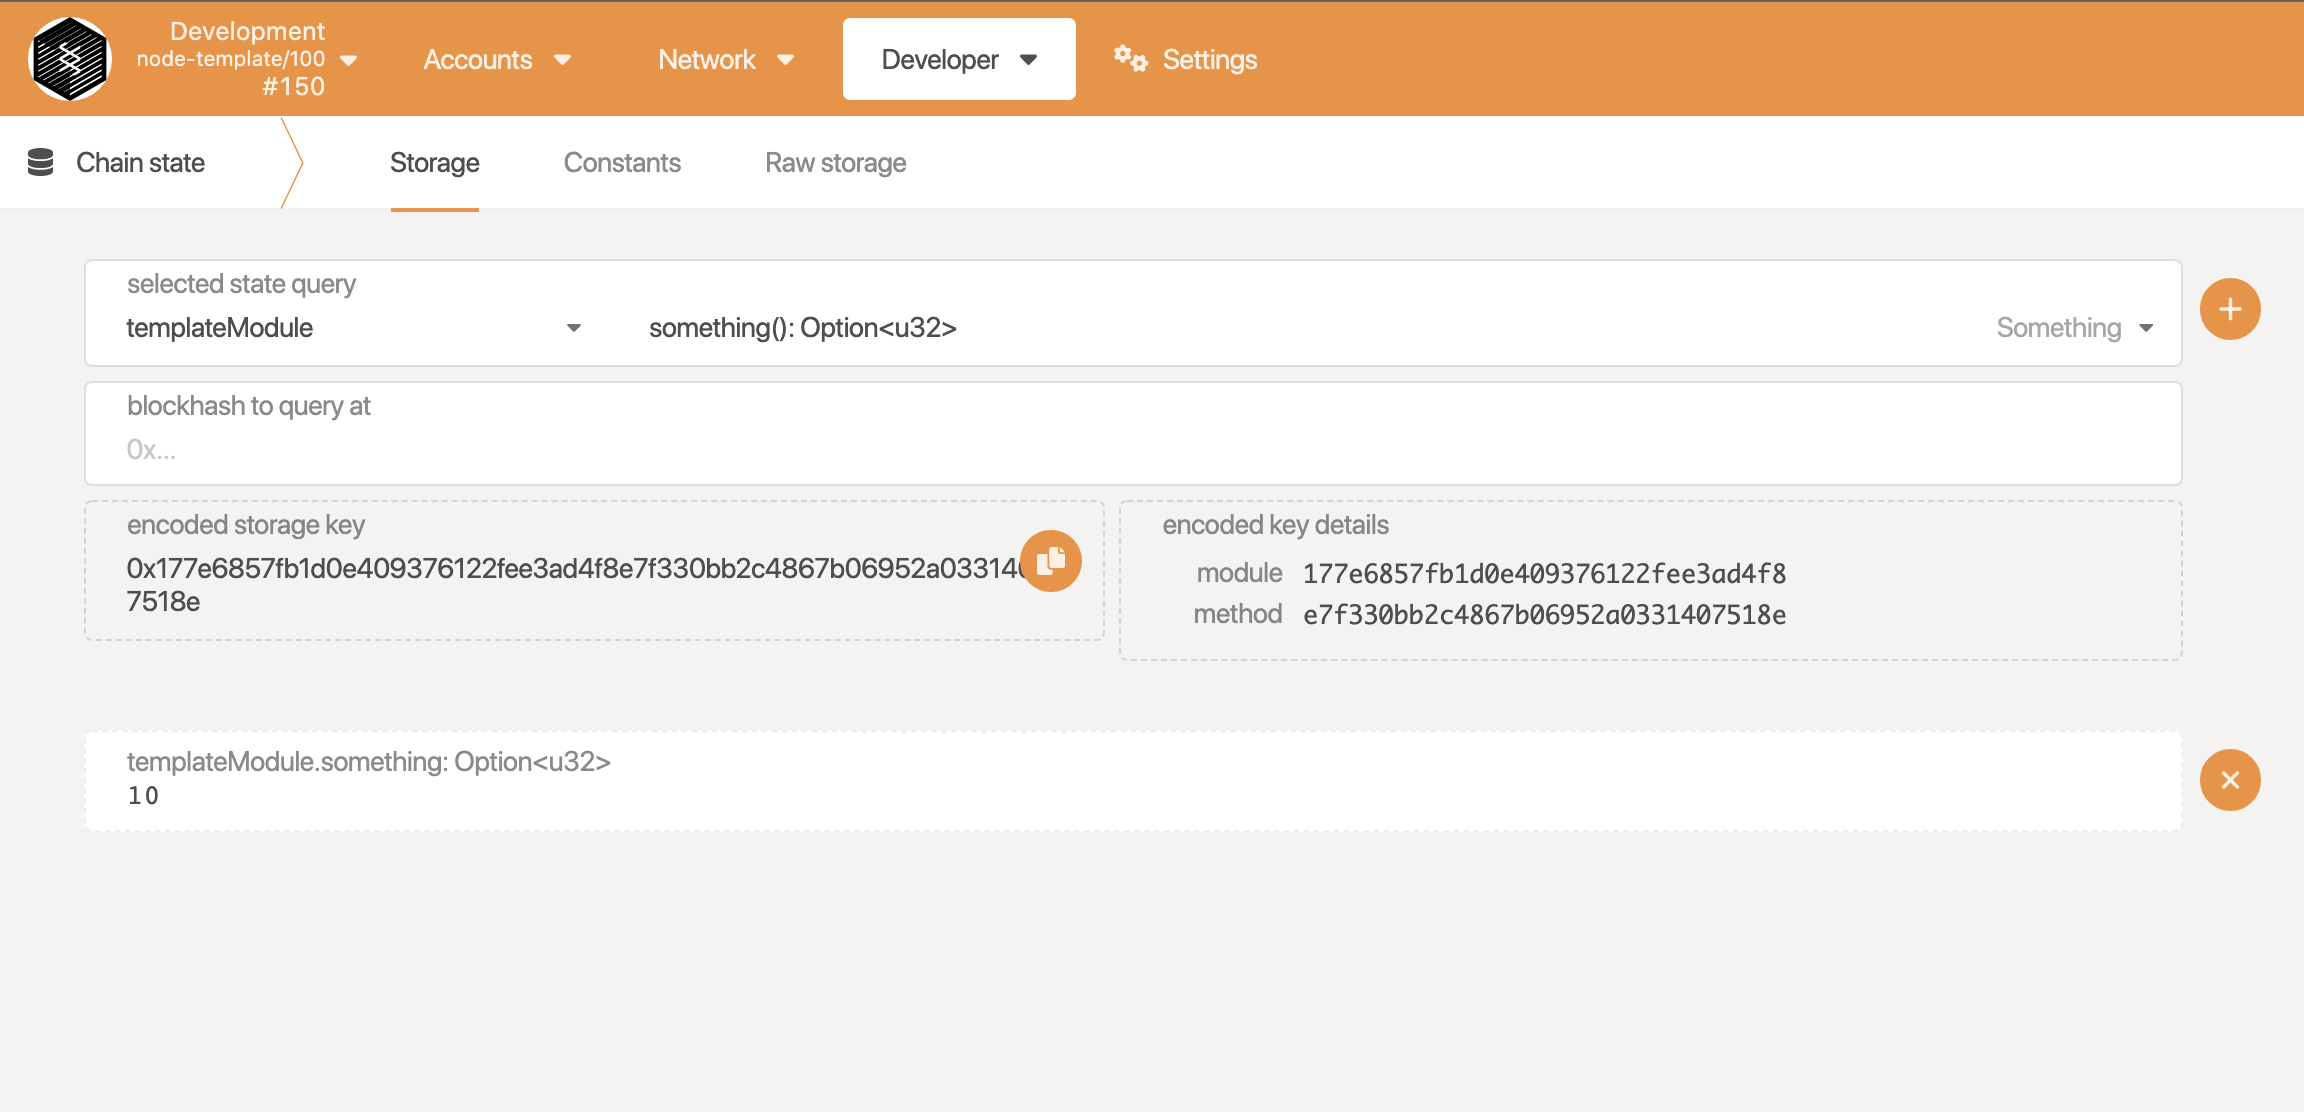 Development
node-template/100
#150
Accounts
Network
Developer
Settings
Chain state
Storage
Constants
Raw storage
selected state query
templateModule
something(): Option<u32>
Something
blockhash to query at
0x...
encoded storage key
0x177e6857fb1d0e409376122fee3ad4f8e7f330bb2c4867b06952a033140
7518e
encoded key details
module 177e6857fb1d0e409376122fee3ad4f8
method e7f330bb2c4867b06952a0331407518e
templateModule.something: Option<u32>
10